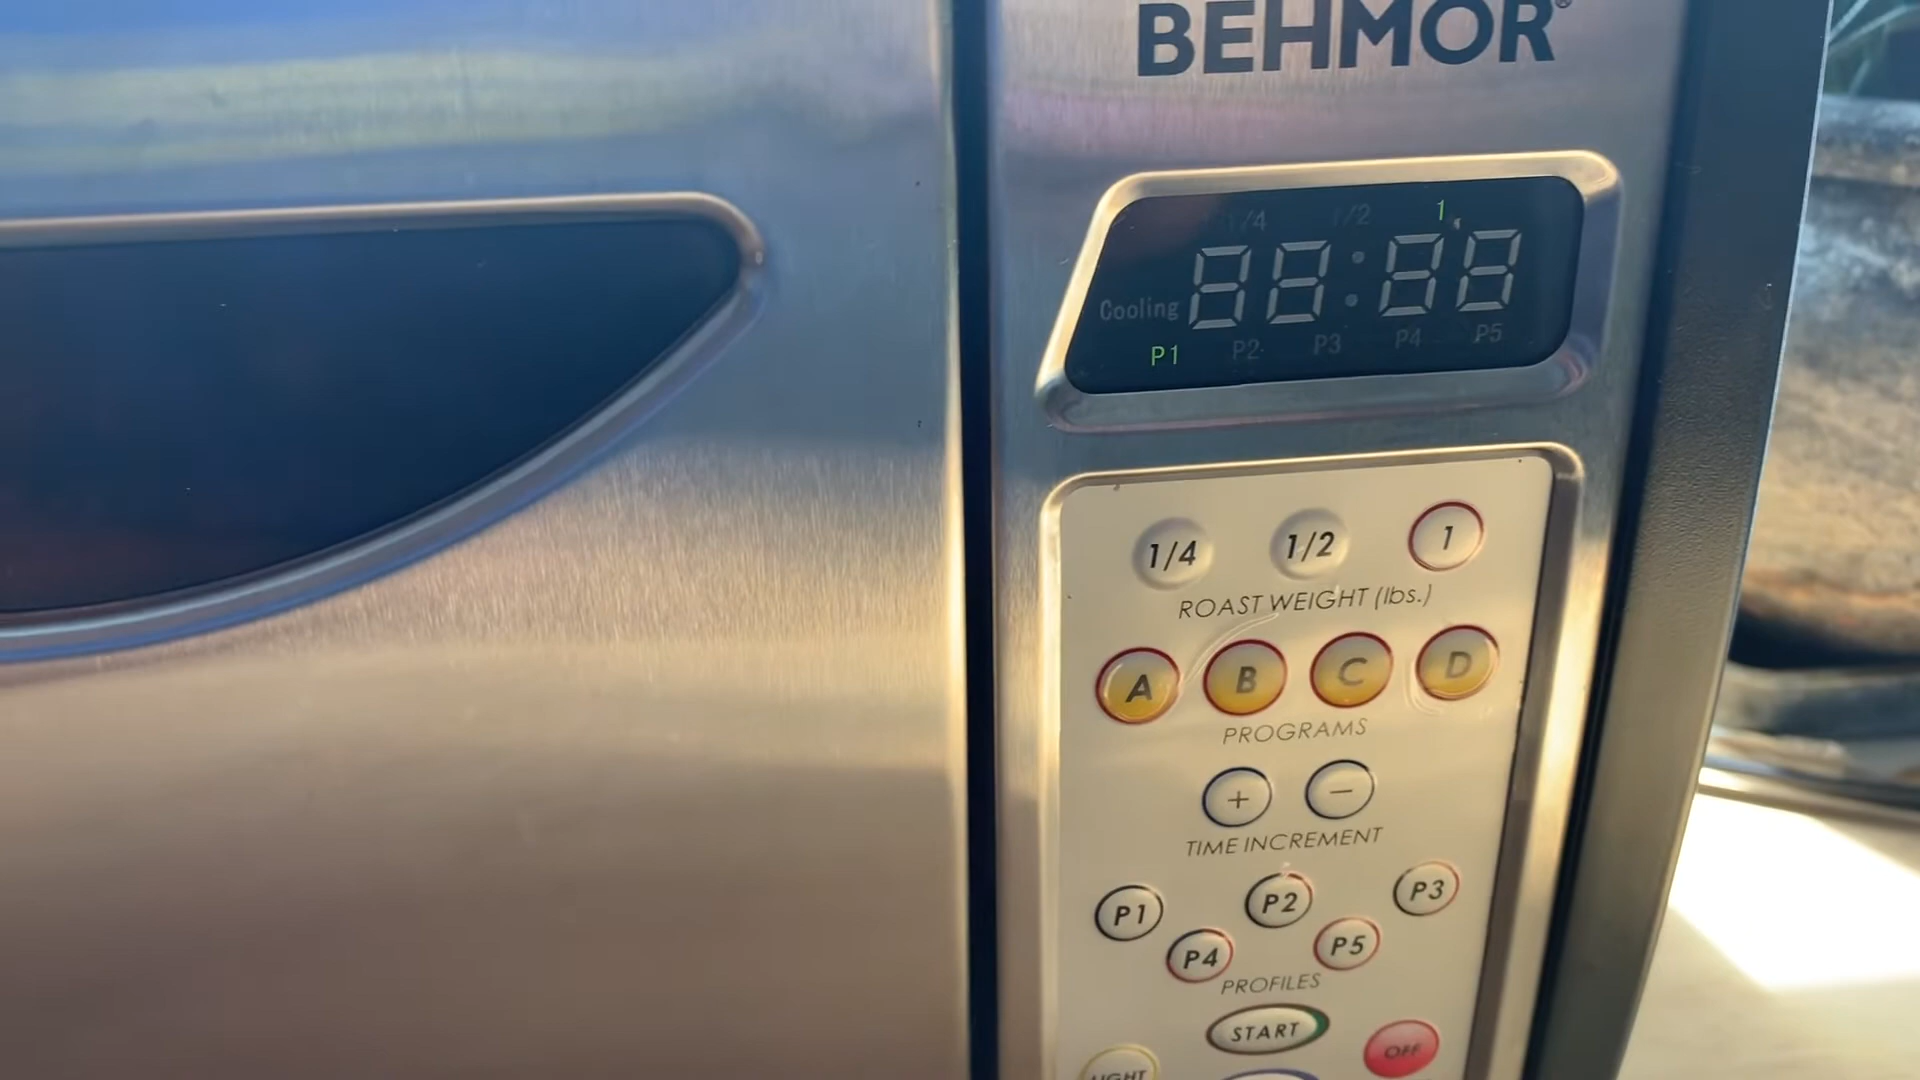 BEHMOR®
1/4 1/2 1
88:88
Cooling
P1 P2 P3 P4 P5
1/4 1/2 1
ROAST WEIGHT (lbs.)
A B C D
PROGRAMS
+ −
TIME INCREMENT
P1 P2 P3
P4 P5
PROFILES
START
OFF
LIGHT